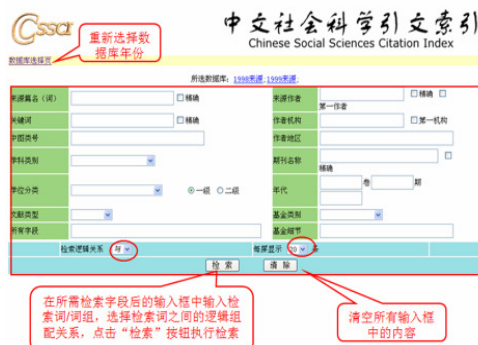 Cssci
中文社会科学引文索引
Chinese Social Sciences Citation Index
重新选择数
据库年份
数据库选择页
所选数据库: 1998来源; 1999来源;
来源篇名（词） 精确 来源作者 精确
第一作者
关键词 精确 作者机构 第一机构
中图类号 作者地区
学科类别 期刊名称
精确
学位分类 一级 二级 年代 卷 期
文献类型 基金类别
所有字段 基金细节
检索逻辑关系 与 每屏显示 20 条
检 索 清 除
在所需检索字段后的输入框中输入检
索词/词组，选择检索词之间的逻辑组
配关系，点击“检索”按钮执行检索
清空所有输入框
中的内容